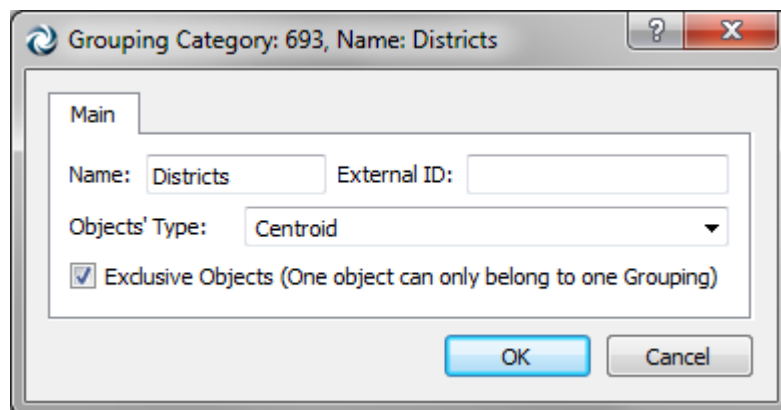 Grouping Category: 693, Name: Districts
?
X
Main
Name: Districts External ID:
Objects' Type: Centroid
Exclusive Objects (One object can only belong to one Grouping)
OK Cancel